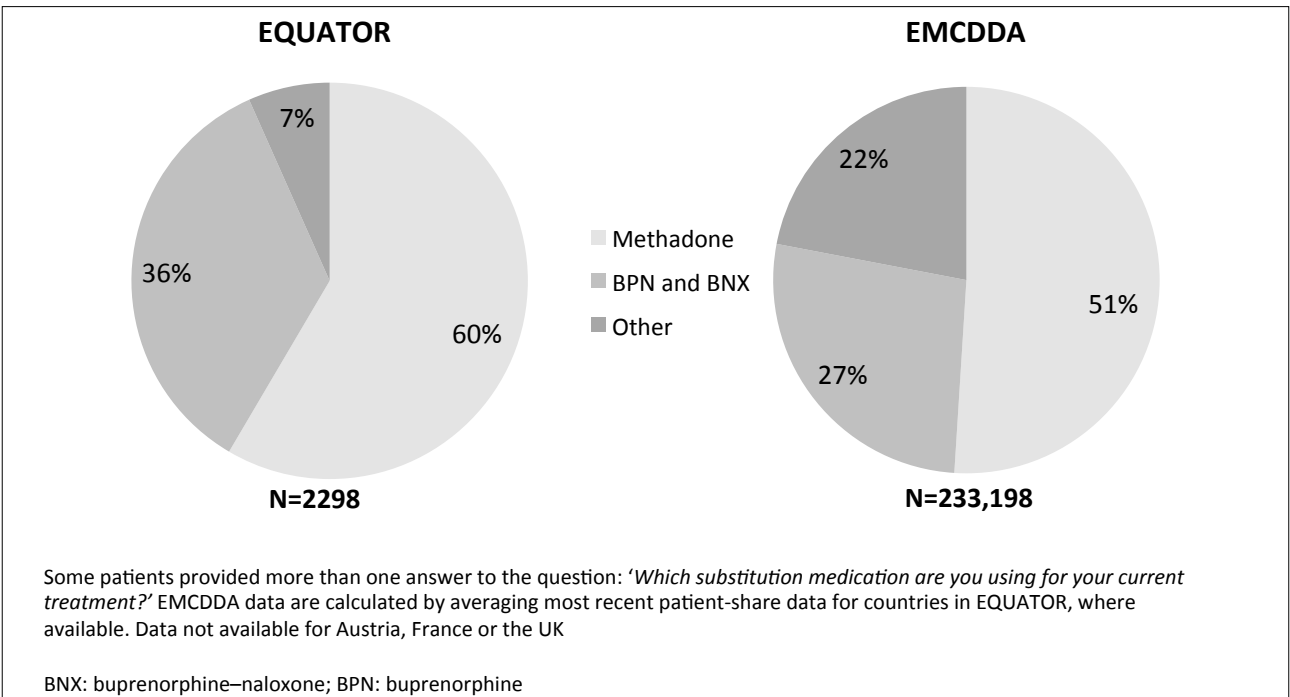 EQUATOR
7%
36%
60%
N=2298
Methadone
BPN and BNX
Other
EMCDDA
22%
51%
27%
N=233,198
Some patients provided more than one answer to the question: ‘Which substitution medication are you using for your current
treatment?’ EMCDDA data are calculated by averaging most recent patient-share data for countries in EQUATOR, where
available. Data not available for Austria, France or the UK
BNX: buprenorphine–naloxone; BPN: buprenorphine